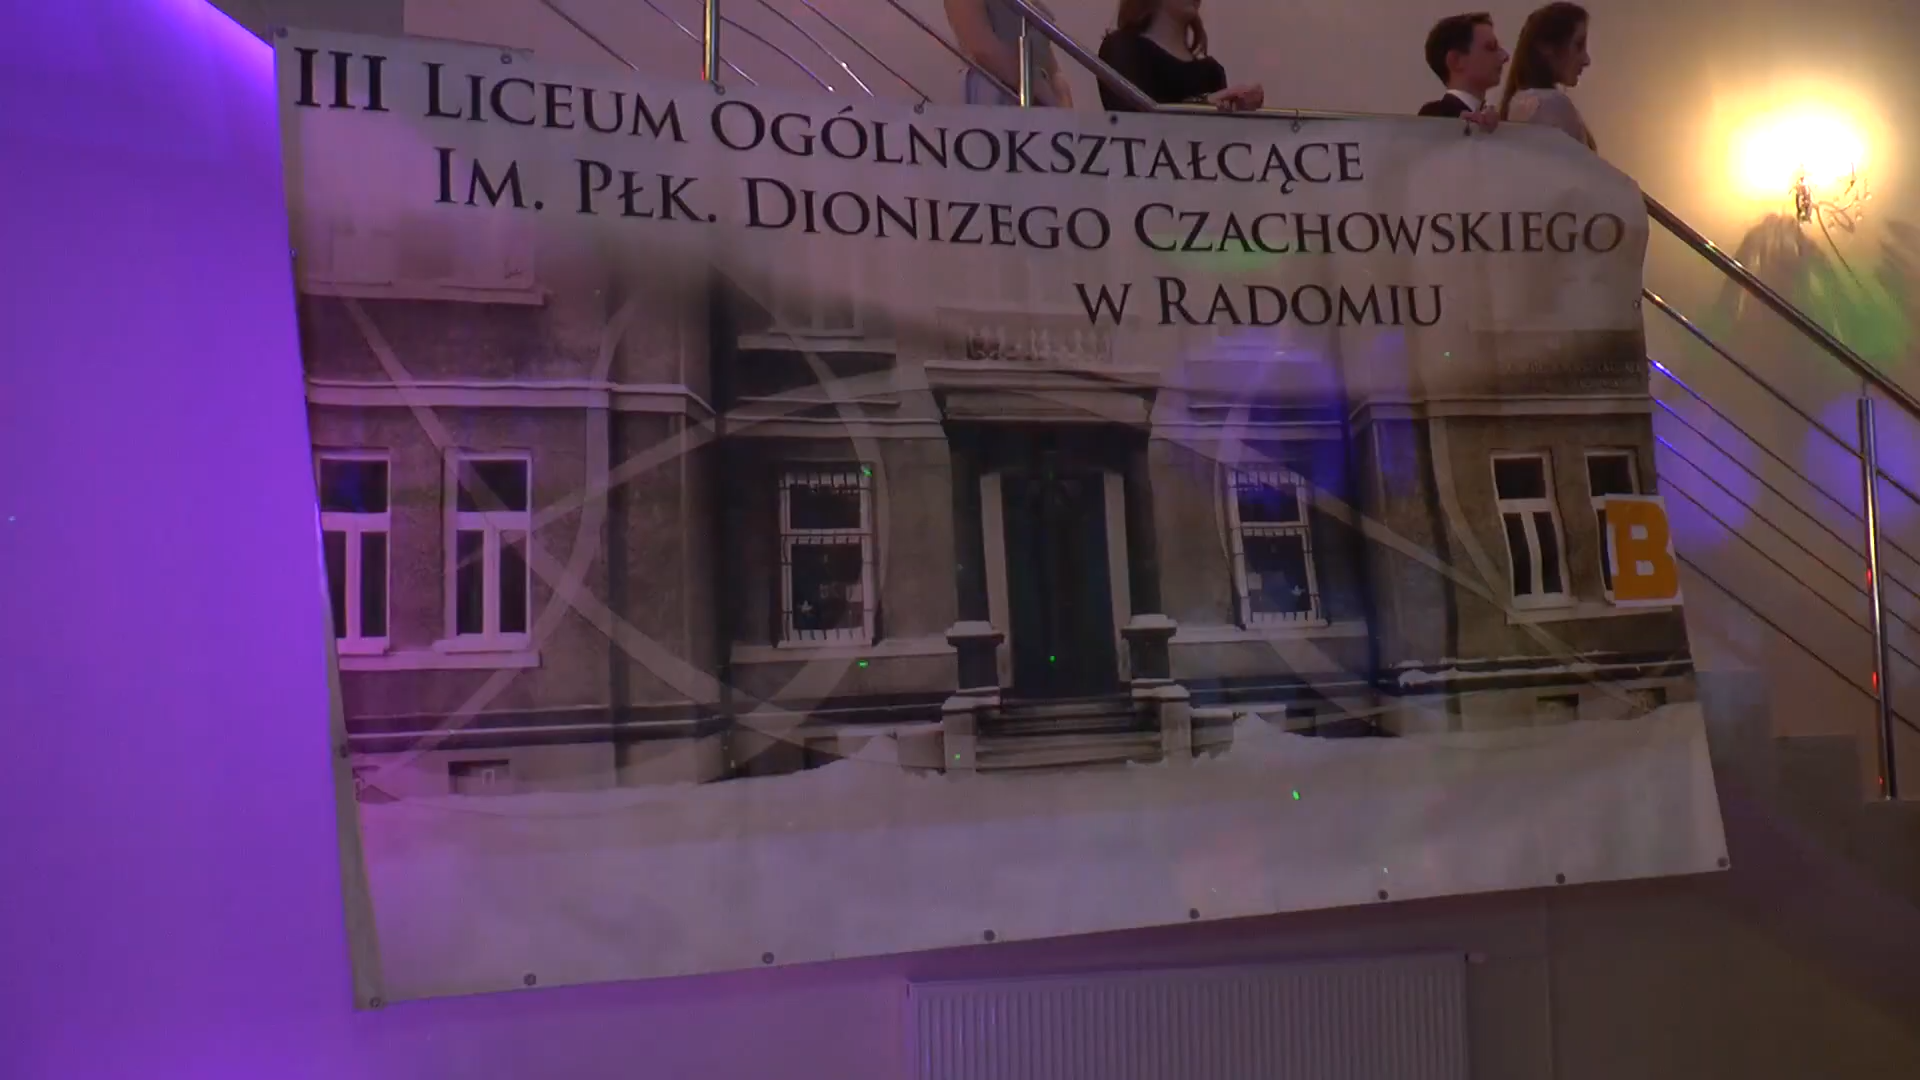 III LICEUM OGÓLNOKSZTAŁCĄCE
IM. PŁK. DIONIZEGO CZACHOWSKIEGO
W RADOMIU
B